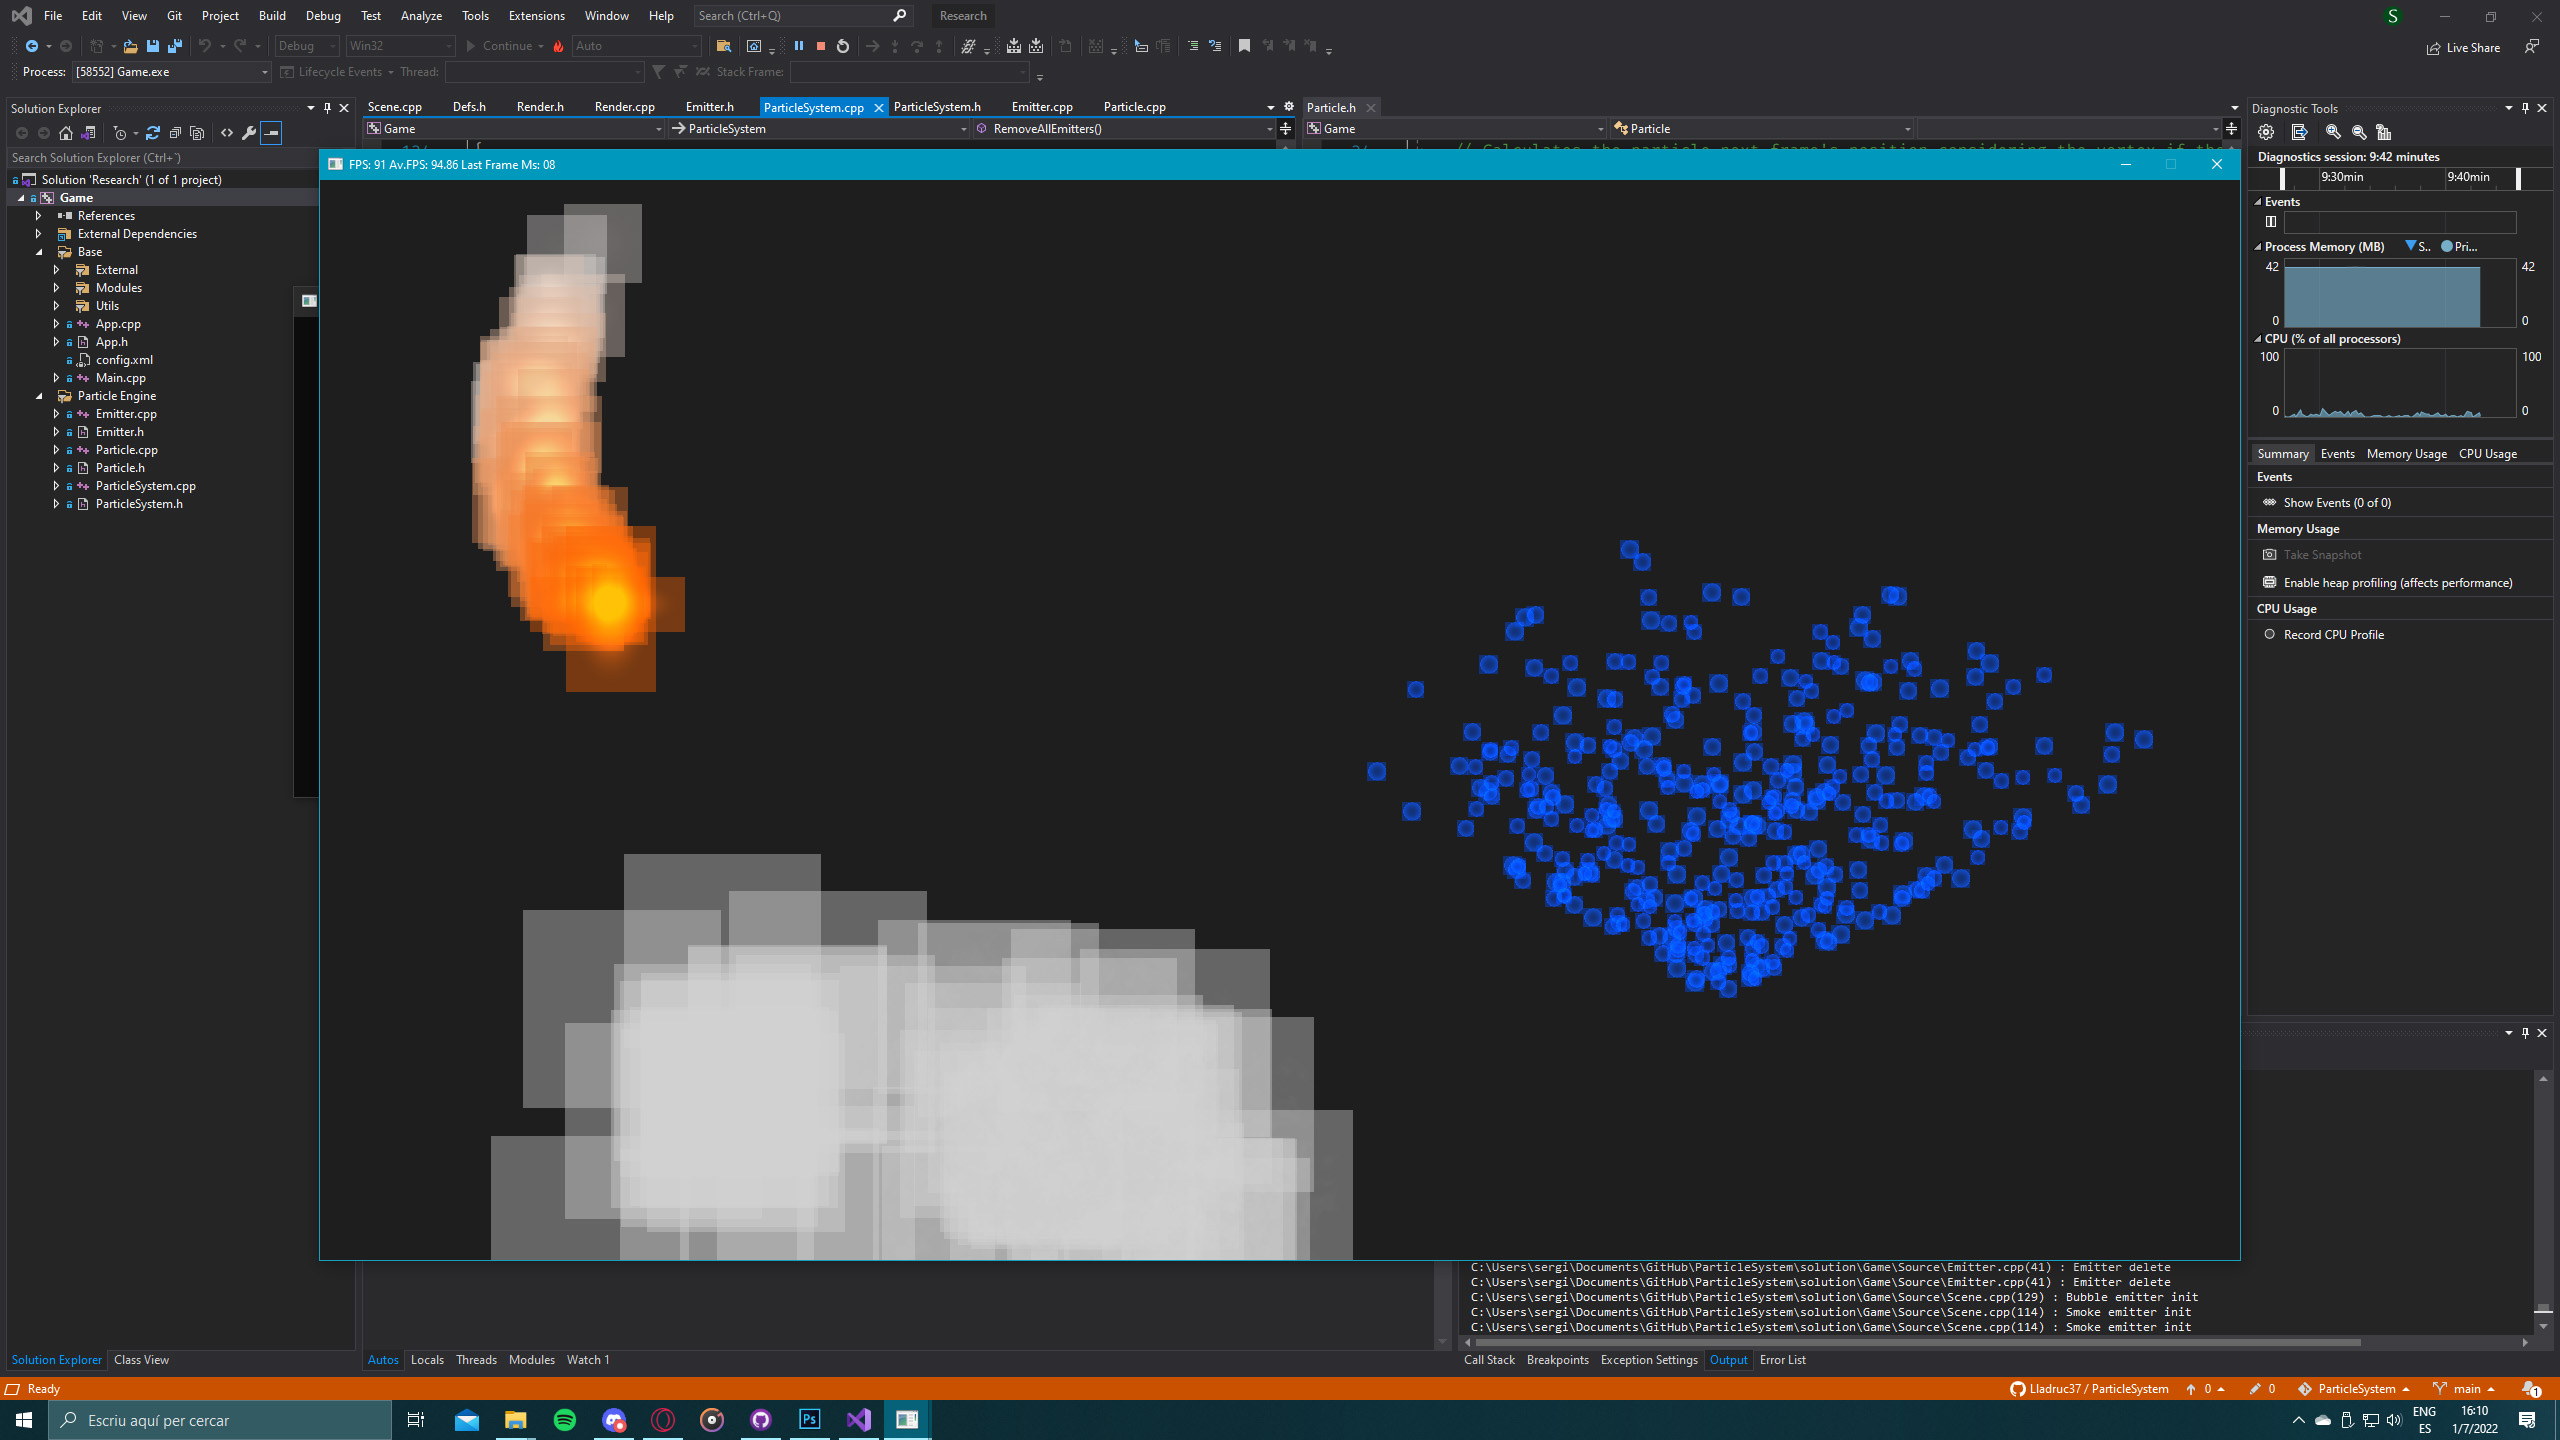 File Edit View Git Project Build Debug Test Analyze Tools Extensions Window Help Search (Ctrl+Q) Research S
Debug Win32 Continue Auto Live Share
Process: [58552] Game.exe Lifecycle Events Thread: Stack Frame:
Solution Explorer
Search Solution Explorer (Ctrl+`)
Solution 'Research' (1 of 1 project)
Game
References
External Dependencies
Base
External
Modules
Utils
App.cpp
App.h
config.xml
Main.cpp
Particle Engine
Emitter.cpp
Emitter.h
Particle.cpp
Particle.h
ParticleSystem.cpp
ParticleSystem.h
Scene.cpp Defs.h Render.h Render.cpp Emitter.h ParticleSystem.cpp ParticleSystem.h Emitter.cpp Particle.cpp
Game ParticleSystem RemoveAllEmitters()
Particle.h
Game Particle
FPS: 91 Av.FPS: 94.86 Last Frame Ms: 08
Diagnostic Tools
Diagnostics session: 9:42 minutes
9:30min 9:40min
Events
Process Memory (MB) S.. Pri...
42 42
0 0
CPU (% of all processors)
100 100
0 0
Summary Events Memory Usage CPU Usage
Events
Show Events (0 of 0)
Memory Usage
Take Snapshot
Enable heap profiling (affects performance)
CPU Usage
Record CPU Profile
C:\Users\sergi\Documents\GitHub\ParticleSystem\solution\Game\Source\Emitter.cpp(41) : Emitter delete
C:\Users\sergi\Documents\GitHub\ParticleSystem\solution\Game\Source\Emitter.cpp(41) : Emitter delete
C:\Users\sergi\Documents\GitHub\ParticleSystem\solution\Game\Source\Scene.cpp(129) : Bubble emitter init
C:\Users\sergi\Documents\GitHub\ParticleSystem\solution\Game\Source\Scene.cpp(114) : Smoke emitter init
C:\Users\sergi\Documents\GitHub\ParticleSystem\solution\Game\Source\Scene.cpp(114) : Smoke emitter init
Solution Explorer Class View
Autos Locals Threads Modules Watch 1
Call Stack Breakpoints Exception Settings Output Error List
Ready
Lladruc37 / ParticleSystem 0 0 ParticleSystem main 1
Escriu aquí per cercar
Ps
ENG
ES
16:10
1/7/2022